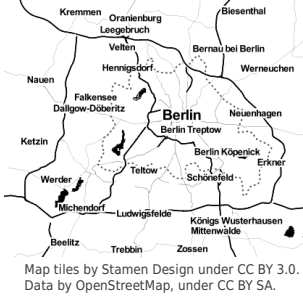 Kremmen
Oranienburg
Biesenthal
Leegebruch
Velten
Bernau bei Berlin
Hennigsdorf
Werneuchen
Nauen
Falkensee
Dallgow-Döberitz
Berlin
Neuenhagen
Berlin Treptow
Ketzin
Berlin Köpenick
Erkner
Teltow
Schönefeld
Werder
Michendorf
Ludwigsfelde
Königs Wusterhausen
Mittenwalde
Beelitz
Trebbin
Zossen
Map tiles by Stamen Design under CC BY 3.0.
Data by OpenStreetMap, under CC BY SA.